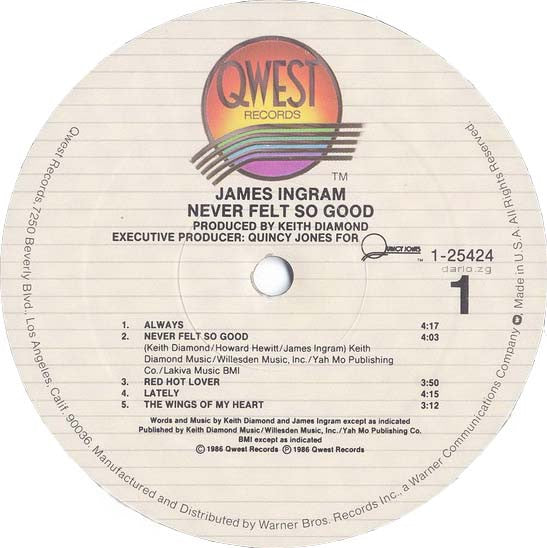 QWEST
RECORDS
TM
JAMES INGRAM
NEVER FELT SO GOOD
PRODUCED BY KEITH DIAMOND
EXECUTIVE PRODUCER: QUINCY JONES FOR QUINCY JONES ™ 1-25424
dario.zg
1
1. ALWAYS 4:17
2. NEVER FELT SO GOOD 4:03
(Keith Diamond/Howard Hewitt/James Ingram) Keith
Diamond Music/Willesden Music, Inc./Yah Mo Publishing
Co./Lakiva Music BMI
3. RED HOT LOVER 3:50
4. LATELY 4:15
5. THE WINGS OF MY HEART 3:12
Words and Music by Keith Diamond and James Ingram except as indicated
Published by Keith Diamond Music/Willesden Music, Inc./Yah Mo Publishing Co.
BMI except as indicated
© 1986 Qwest Records ℗ 1986 Qwest Records
Qwest Records, 7250 Beverly Blvd., Los Angeles, Calif. 90036, Manufactured and Distributed by Warner Bros. Records Inc., a Warner Communications Company, Made in U.S.A. All Rights Reserved.